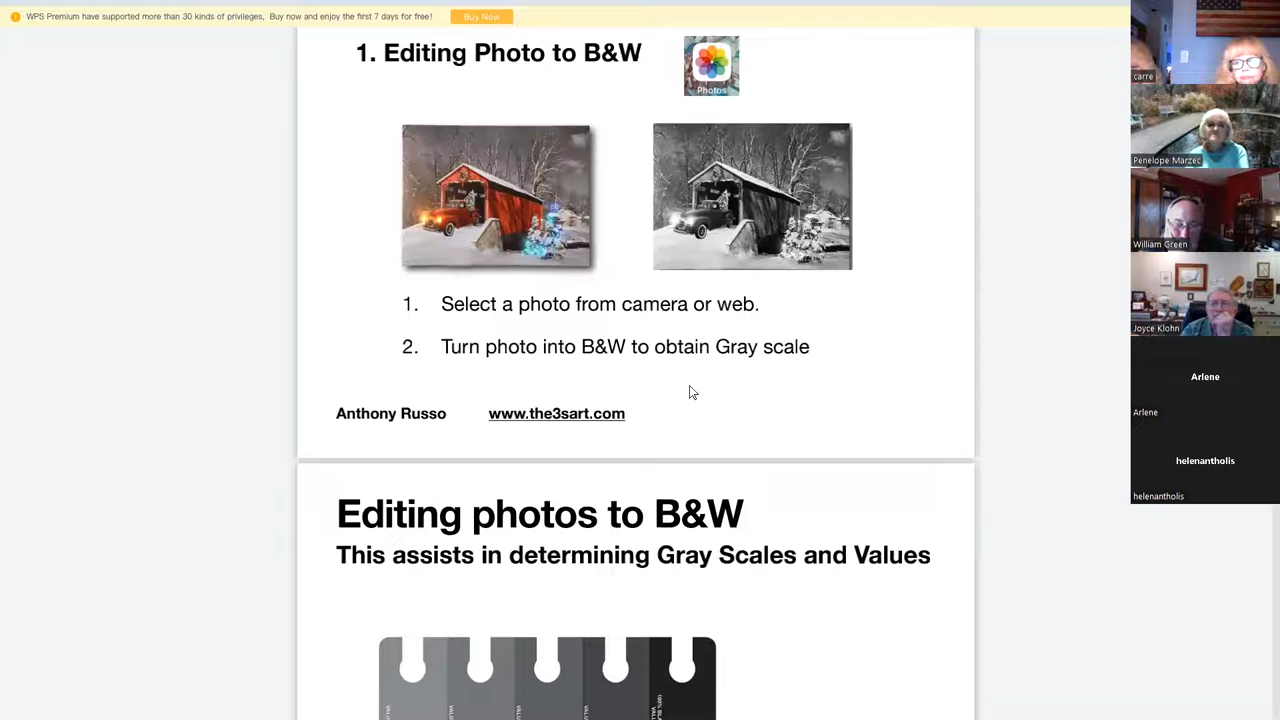 WPS Premium have supported more than 30 kinds of privileges, Buy now and enjoy the first 7 days for free!
Buy Now
1. Editing Photo to B&W
Photos
1. Select a photo from camera or web.
2. Turn photo into B&W to obtain Gray scale
Anthony Russo www.the3sart.com
Editing photos to B&W
This assists in determining Gray Scales and Values
carre
Penelope Marzec
William Green
Joyce Klohn
Arlene
Arlene
helenantholis
helenantholis